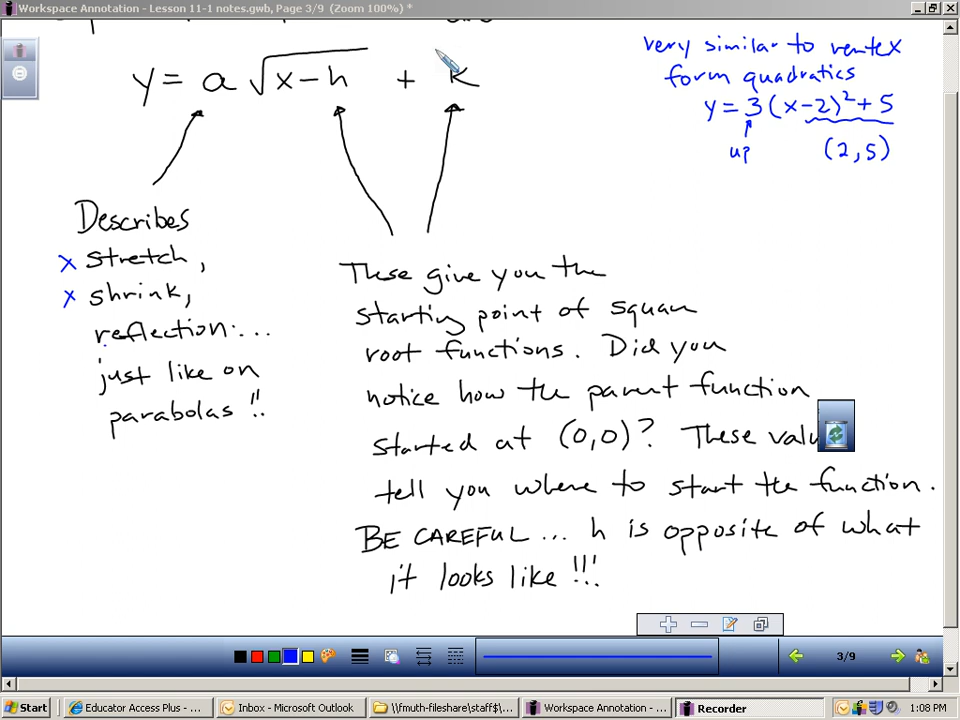 Workspace Annotation - Lesson 11-1 notes.gwb, Page 3/9 (Zoom 100%) *
y = a √x-h + k
very similar to vertex
form quadratics
y = 3(x-2)²+5
up (2,5)
Describes
x stretch,
x shrink,
reflection...
just like on
parabolas !!
These give you the
starting point of square
root functions. Did you
notice how the parent function
started at (0,0)? These valu
tell you where to start the function.
BE CAREFUL... h is opposite of what
it looks like !!!
3/9
Start
Educator Access Plus - ...
Inbox - Microsoft Outlook
\\fmuth-fileshare\staff$\...
Workspace Annotation - ...
Recorder
1:08 PM